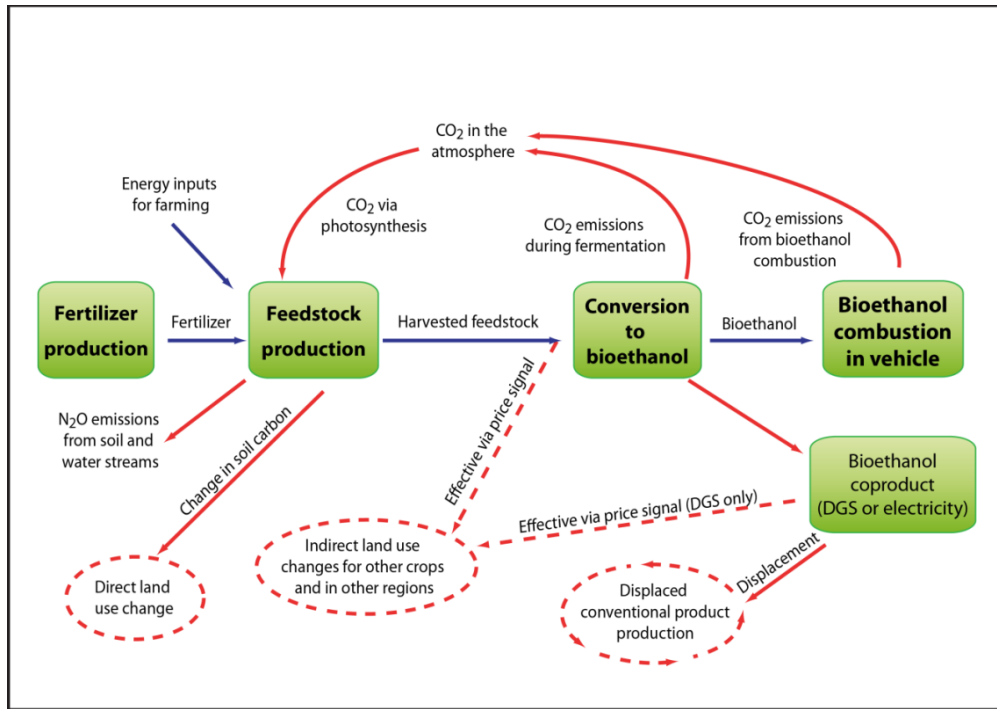 CO₂ in the
atmosphere
Energy inputs
for farming
CO₂ via
photosynthesis
CO₂ emissions
during fermentation
CO₂ emissions
from bioethanol
combustion
Fertilizer
production
Fertilizer
Feedstock
production
Harvested feedstock
Conversion
to
bioethanol
Bioethanol
Bioethanol
combustion
in vehicle
N₂O emissions
from soil and
water streams
Change in soil carbon
Effective via price signal
Effective via price signal (DGS only)
Bioethanol
coproduct
(DGS or electricity)
Displacement
Direct land
use change
Indirect land use
changes for other crops
and in other regions
Displaced
conventional product
production